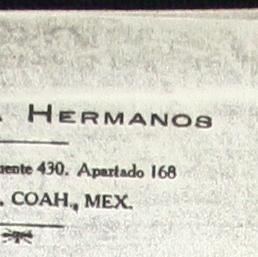 HERMANOS
430. Apartado 168
COAH., MEX.